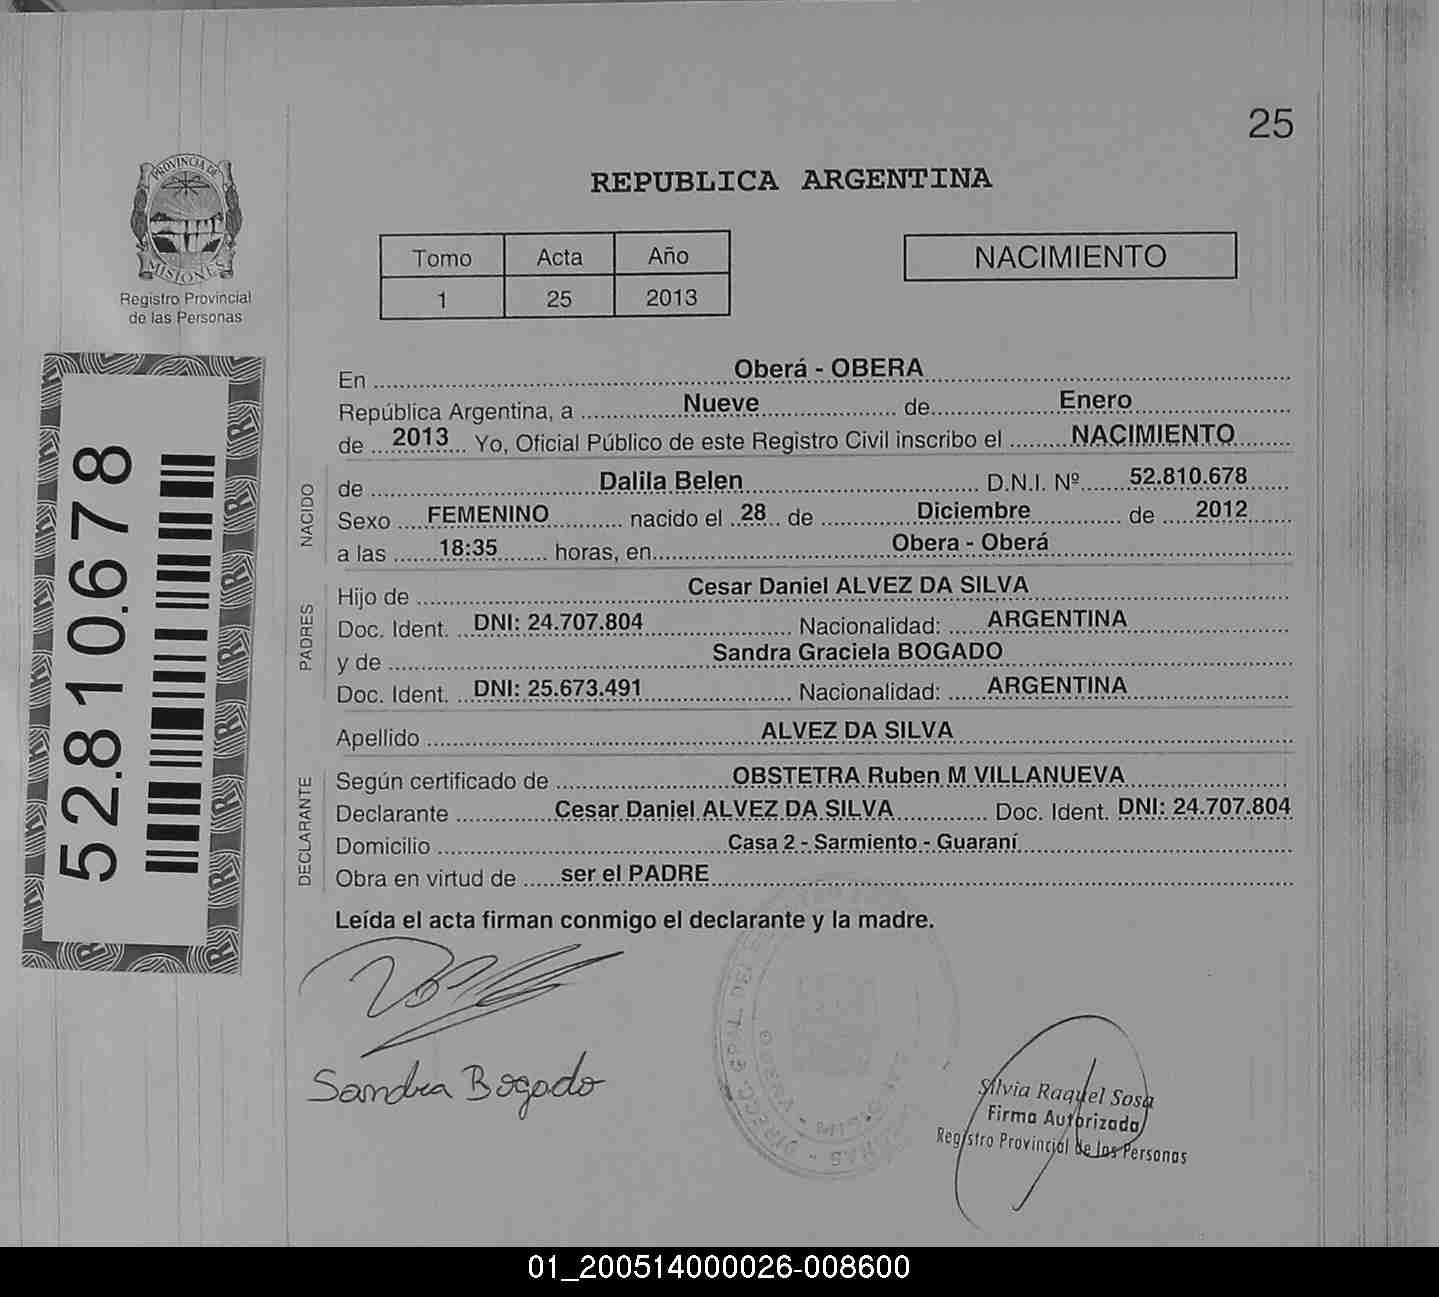 25
PROVINCIA DE
MISIONES
Registro Provincial
de las Personas
REPUBLICA ARGENTINA
Tomo Acta Año
1 25 2013
NACIMIENTO
52.810.678
En Oberá - OBERA
República Argentina, a Nueve de Enero
de 2013 Yo, Oficial Público de este Registro Civil inscribo el NACIMIENTO
NACIDO
de Dalila Belen D.N.I. Nº 52.810.678
Sexo FEMENINO nacido el 28 de Diciembre de 2012
a las 18:35 horas, en Obera - Oberá
PADRES
Hijo de Cesar Daniel ALVEZ DA SILVA
Doc. Ident. DNI: 24.707.804 Nacionalidad: ARGENTINA
y de Sandra Graciela BOGADO
Doc. Ident. DNI: 25.673.491 Nacionalidad: ARGENTINA
Apellido ALVEZ DA SILVA
DECLARANTE
Según certificado de OBSTETRA Ruben M VILLANUEVA
Declarante Cesar Daniel ALVEZ DA SILVA Doc. Ident. DNI: 24.707.804
Domicilio Casa 2 - Sarmiento - Guaraní
Obra en virtud de ser el PADRE
Leída el acta firman conmigo el declarante y la madre.
Sandra Bogado
Silvia Raquel Sosa
Firma Autorizada
Registro Provincial de las Personas
01_200514000026-008600